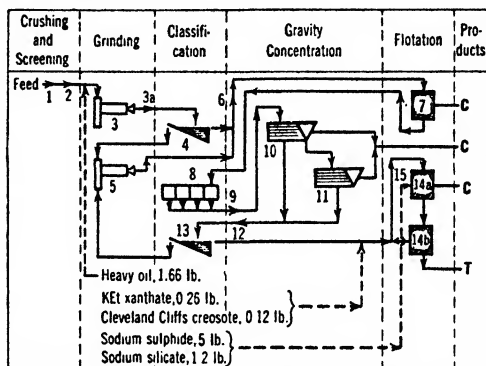 Crushing and Screening
Grinding
Classifi-cation
Gravity Concentration
Flotation
Pro-ducts
Feed
1
2
3a
3
4
5
6
7
C
8
9
10
C
11
12
13
15
14a
C
14b
T
Heavy oil, 1.66 lb.
KEt xanthate, 0 26 lb.
Cleveland Cliffs creosote, 0 12 lb.
Sodium sulphide, 5 lb.
Sodium silicate, 1 2 lb.